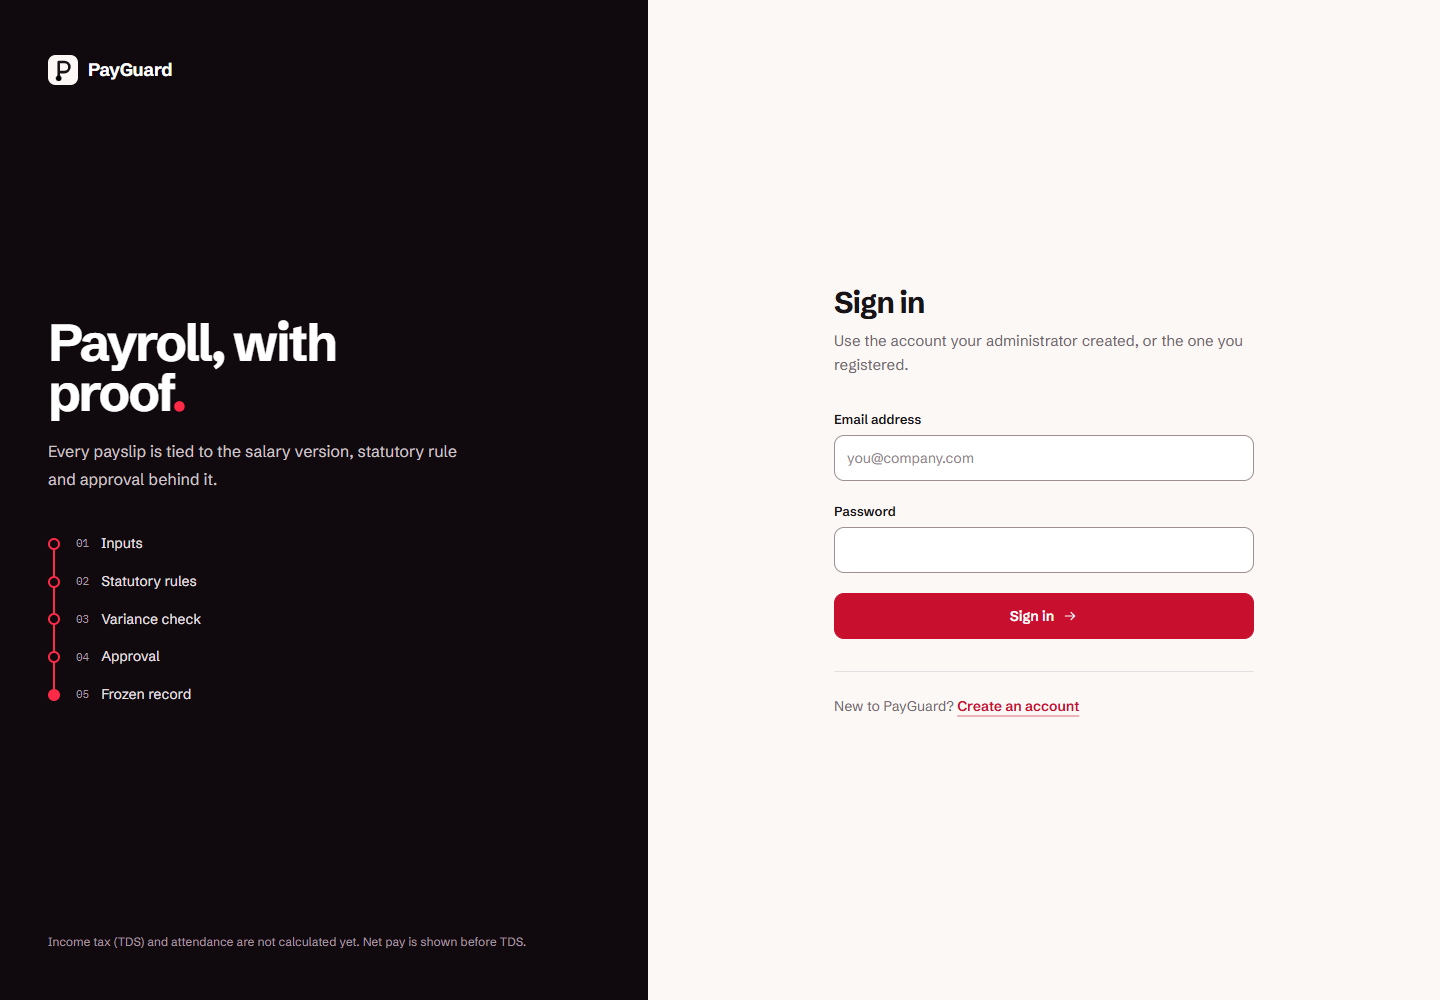 PayGuard
Payroll, with
proof.
Every payslip is tied to the salary version, statutory rule
and approval behind it.
01 Inputs
02 Statutory rules
03 Variance check
04 Approval
05 Frozen record
Income tax (TDS) and attendance are not calculated yet. Net pay is shown before TDS.
Sign in
Use the account your administrator created, or the one you
registered.
Email address
you@company.com
Password
Sign in →
New to PayGuard? Create an account